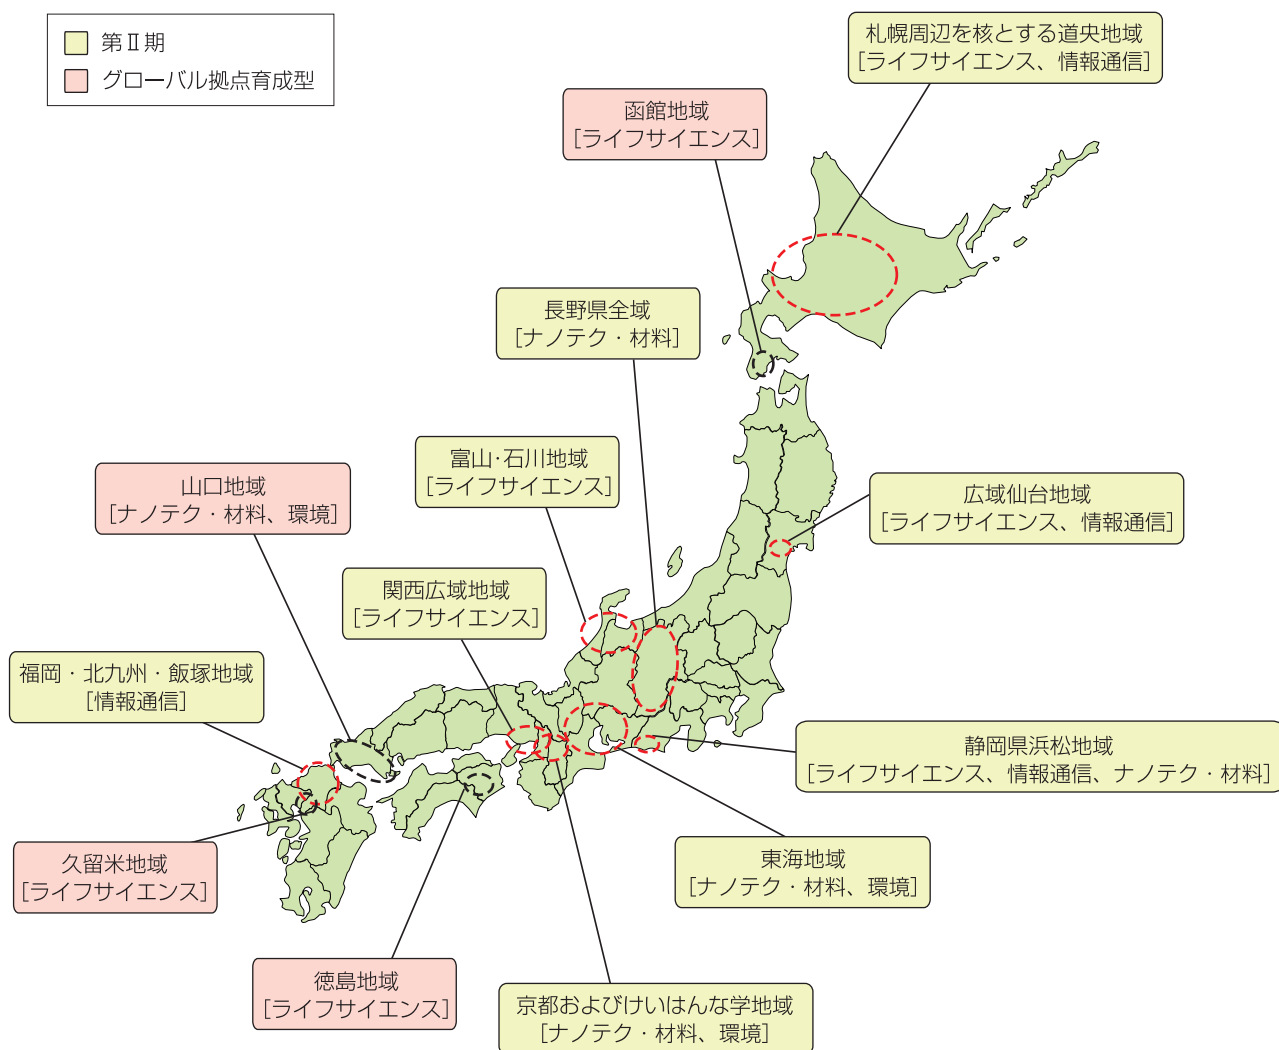 第Ⅱ期
グローバル拠点育成型
札幌周辺を核とする道央地域
[ライフサイエンス、情報通信]
函館地域
[ライフサイエンス]
長野県全域
[ナノテク・材料]
富山･石川地域
[ライフサイエンス]
山口地域
[ナノテク・材料、環境]
広域仙台地域
[ライフサイエンス、情報通信]
関西広域地域
[ライフサイエンス]
福岡・北九州・飯塚地域
[情報通信]
静岡県浜松地域
[ライフサイエンス、情報通信、ナノテク・材料]
久留米地域
[ライフサイエンス]
東海地域
[ナノテク・材料、環境]
徳島地域
[ライフサイエンス]
京都およびけいはんな学地域
[ナノテク・材料、環境]